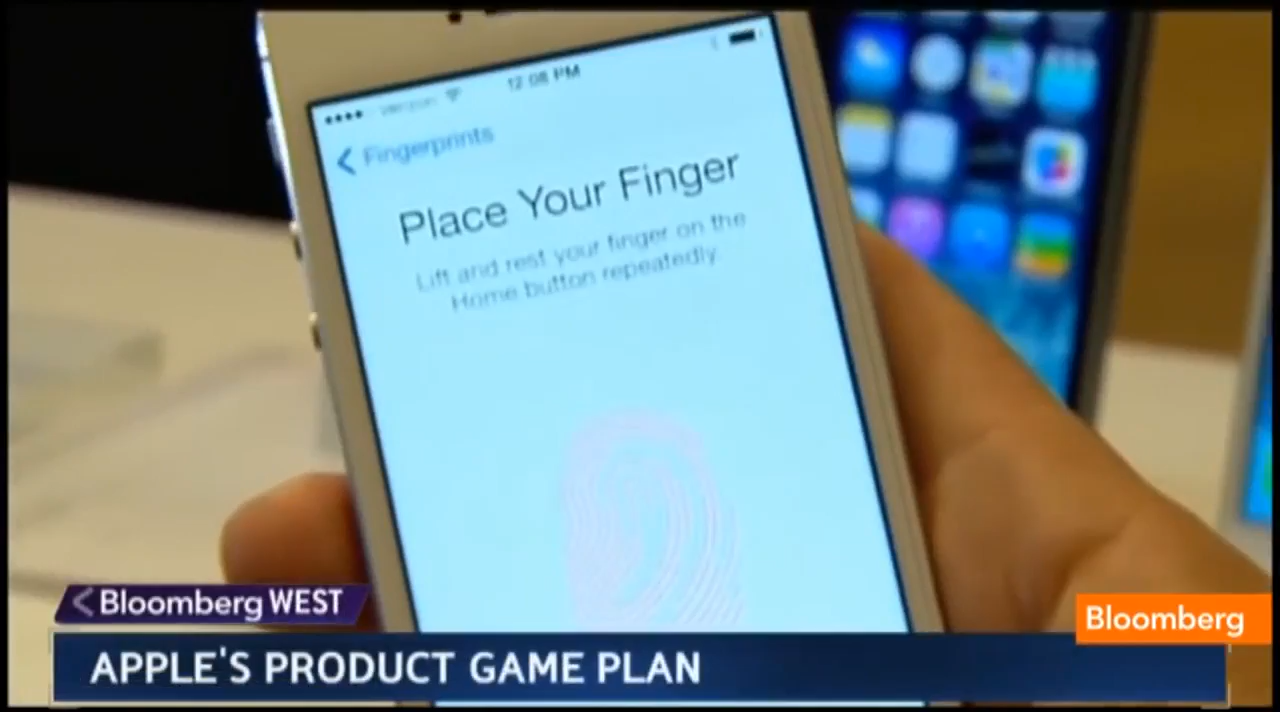 verizon 12:08 PM
Fingerprints
Place Your Finger
Lift and rest your finger on the
Home button repeatedly.
Bloomberg WEST
Bloomberg
APPLE'S PRODUCT GAME PLAN